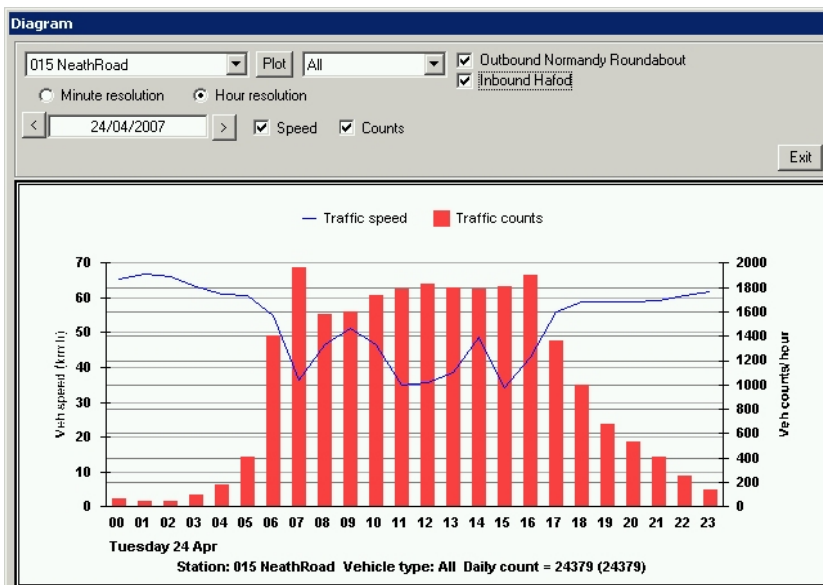 Diagram
015 NeathRoad Plot All Outbound Normandy Roundabout
Inbound Hafod
Minute resolution Hour resolution
< 24/04/2007 > Speed Counts
Exit
Traffic speed Traffic counts
70 2000
1800
60 1600
50 1400
40 1200
1000
30 800
20 600
400
10 200
0 0
Veh speed (km h)
Veh counts/hour
00 01 02 03 04 05 06 07 08 09 10 11 12 13 14 15 16 17 18 19 20 21 22 23
Tuesday 24 Apr
Station: 015 NeathRoad Vehicle type: All Daily count = 24379 (24379)